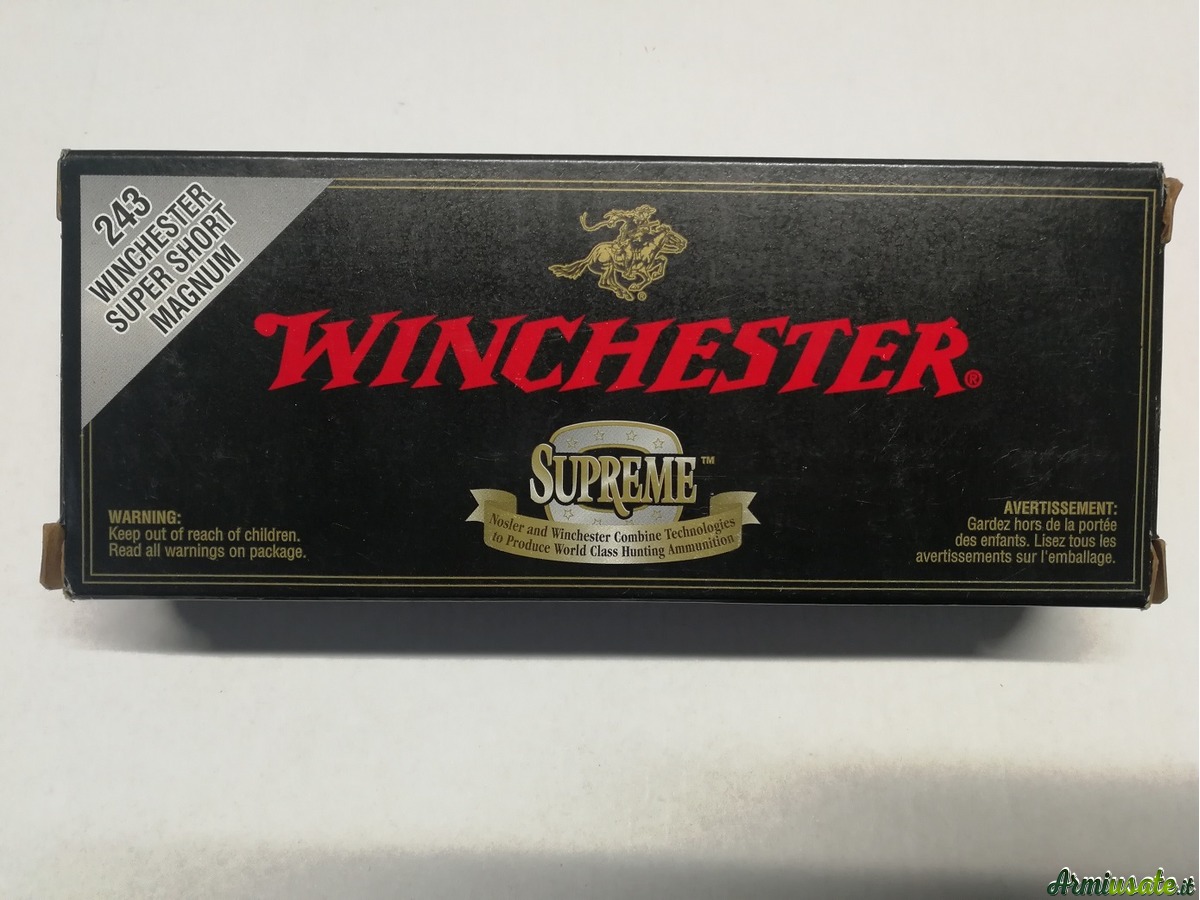 243
WINCHESTER
SUPER SHORT
MAGNUM
WINCHESTER®
SUPREME™
Nosler and Winchester Combine Technologies
to Produce World Class Hunting Ammunition
WARNING:
Keep out of reach of children.
Read all warnings on package.
AVERTISSEMENT:
Gardez hors de la portée
des enfants. Lisez tous les
avertissements sur l'emballage.
Armiusate.it